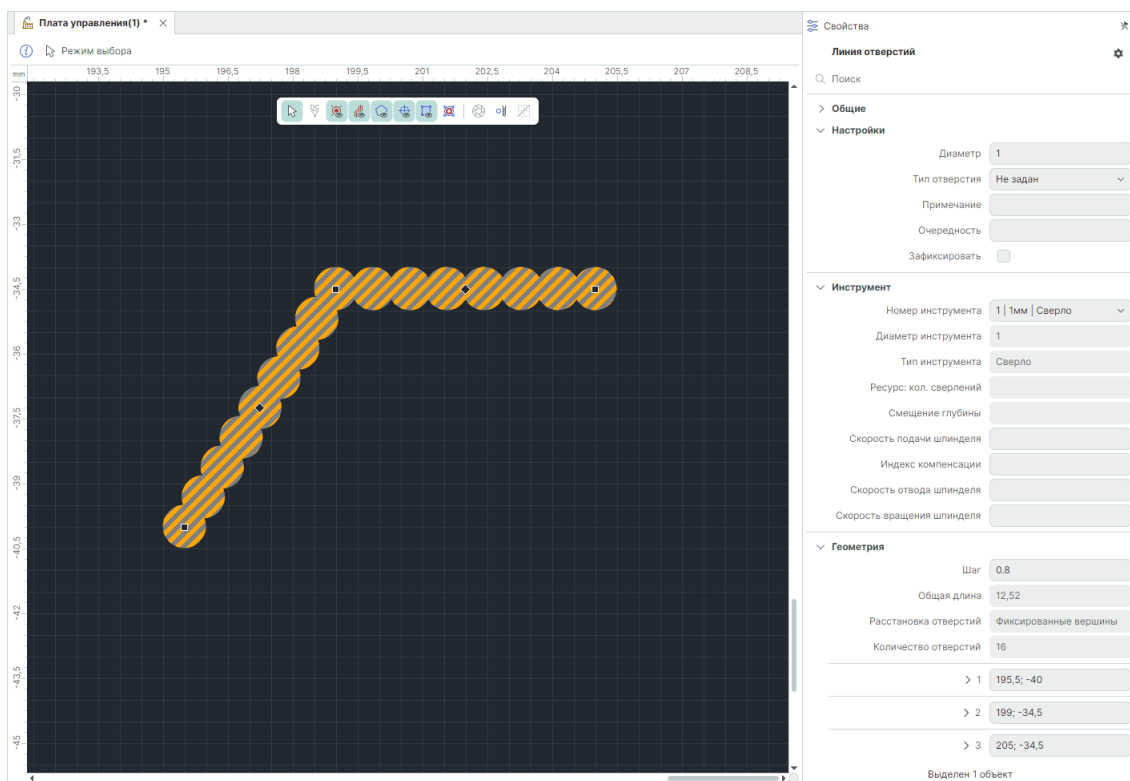 Плата управления(1) *
Режим выбора
mm
193,5 195 196,5 198 199,5 201 202,5 204 205,5 207 208,5
-30
-31,5
-33
-34,5
-36
-37,5
-39
-40,5
-42
-43,5
-45
Свойства
Линия отверстий
Поиск
Общие
Настройки
Диаметр 1
Тип отверстия Не задан
Примечание
Очередность
Зафиксировать
Инструмент
Номер инструмента 1 | 1мм | Сверло
Диаметр инструмента 1
Тип инструмента Сверло
Ресурс: кол. сверлений
Смещение глубины
Скорость подачи шпинделя
Индекс компенсации
Скорость отвода шпинделя
Скорость вращения шпинделя
Геометрия
Шаг 0.8
Общая длина 12,52
Расстановка отверстий Фиксированные вершины
Количество отверстий 16
1 195,5; -40
2 199; -34,5
3 205; -34,5
Выделен 1 объект